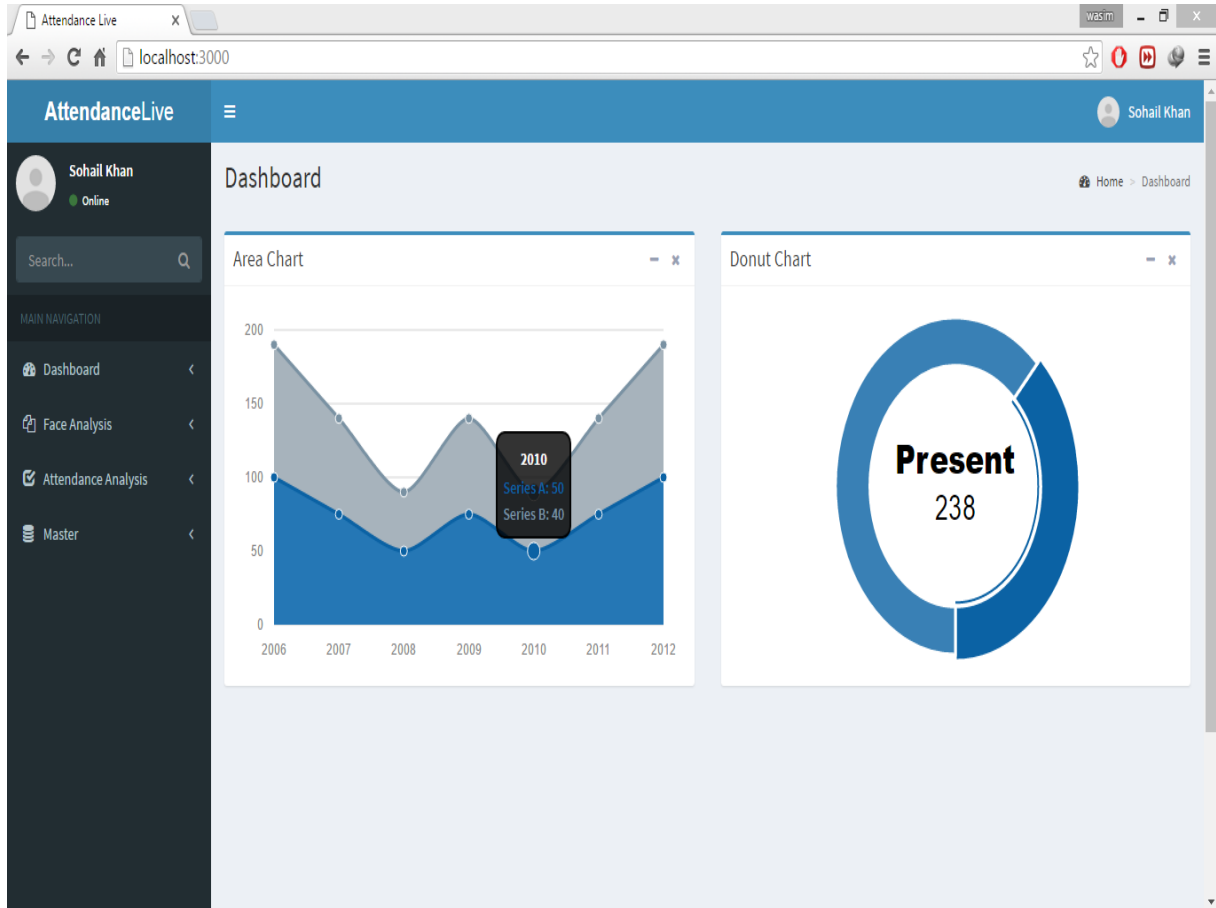 Attendance Live
wasim
localhost:3000
AttendanceLive
Sohail Khan
Sohail Khan
Online
Search...
MAIN NAVIGATION
Dashboard
Face Analysis
Attendance Analysis
Master
Dashboard
Home > Dashboard
Area Chart
200
150
100
50
0
2006 2007 2008 2009 2010 2011 2012
2010
Series A: 50
Series B: 40
Donut Chart
Present
238